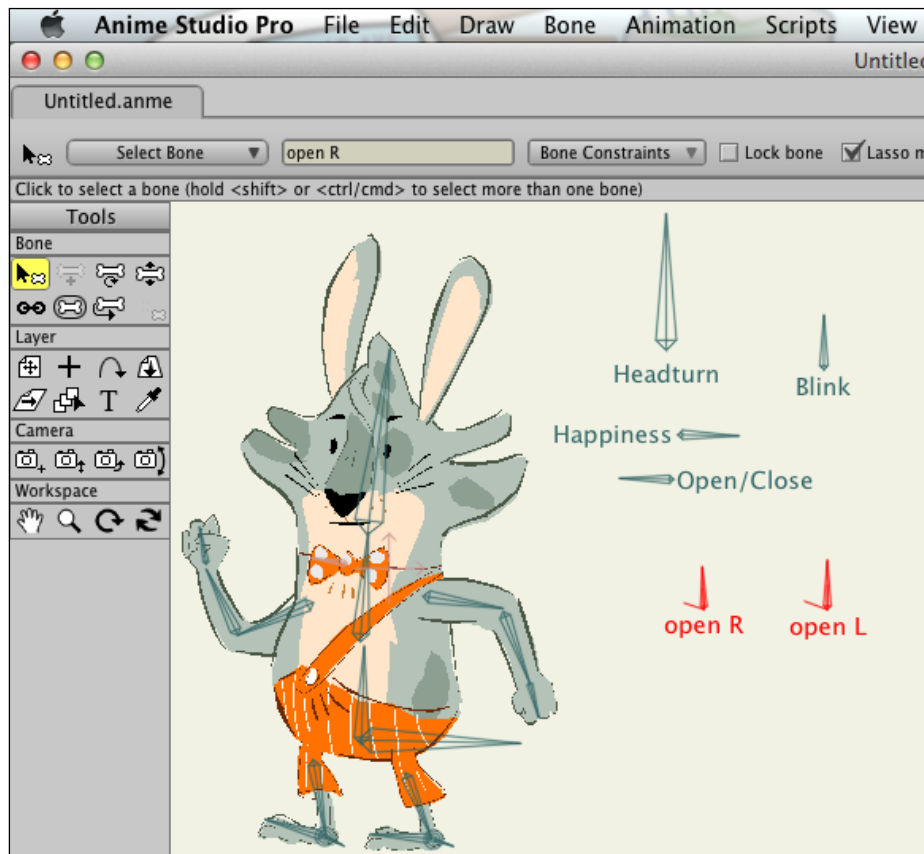 Anime Studio Pro File Edit Draw Bone Animation Scripts View
Untitled
Untitled.anme
Select Bone open R Bone Constraints Lock bone Lasso m
Click to select a bone (hold <shift> or <ctrl/cmd> to select more than one bone)
Tools
Bone
Layer
T
Camera
Workspace
Headturn
Blink
Happiness
Open/Close
open R
open L